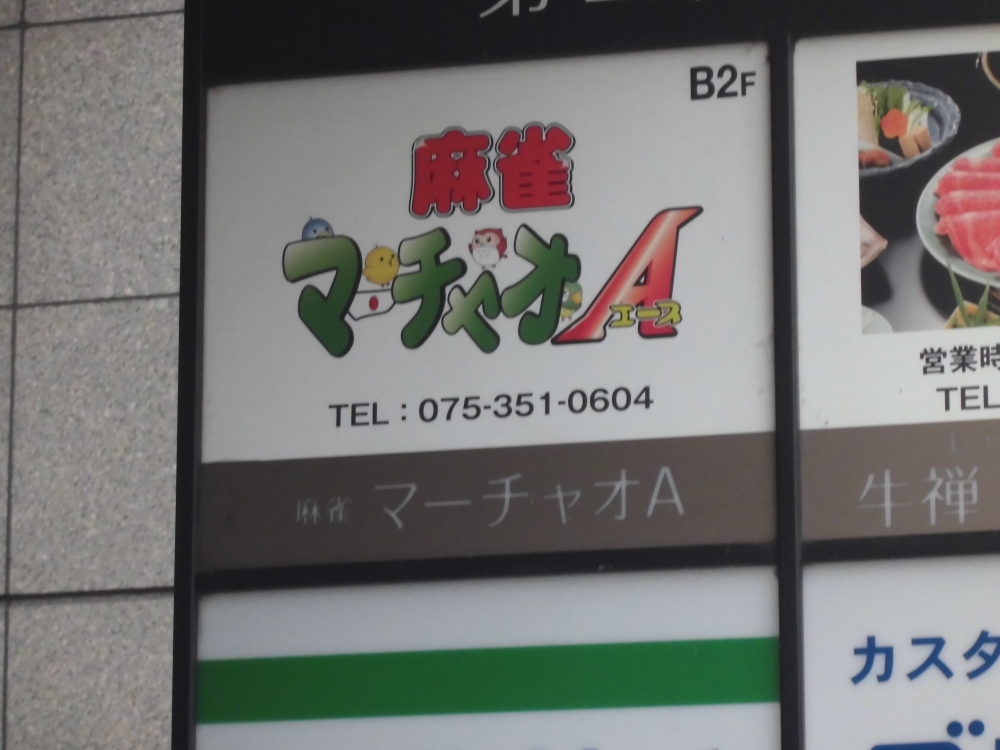 B2F
麻雀
マーチャオA
エース
TEL：075-351-0604
麻雀 マーチャオA
営業時
TEL
牛禅
カスタ